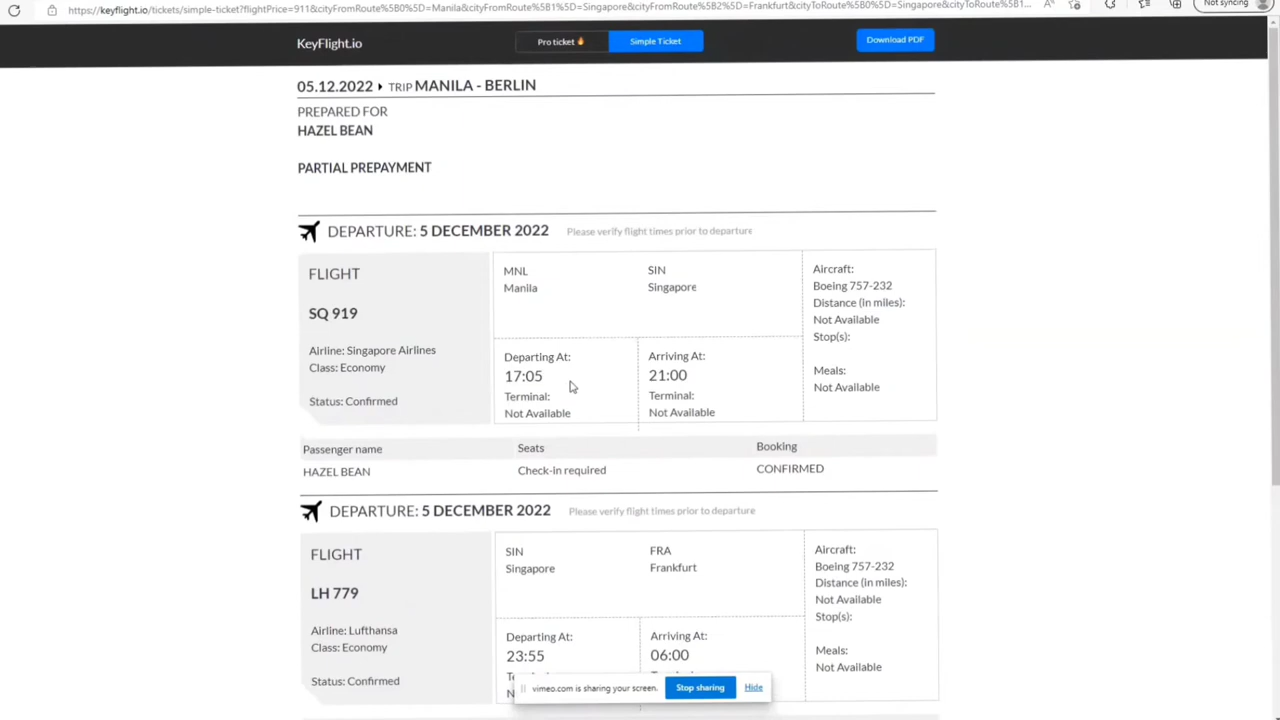 https://keyflight.io/tickets/simple-ticket?flightPrice=911&cityFromRoute%5B0%5D=Manila&cityFromRoute%5B1%5D=Singapore&cityFromRoute%5B2%5D=Frankfurt&cityToRoute%5B0%5D=Singapore&cityToRoute%5B1%...
Not syncing
KeyFlight.io
Pro ticket 🔥 Simple Ticket
Download PDF
05.12.2022 ▸ TRIP MANILA - BERLIN
PREPARED FOR
HAZEL BEAN
PARTIAL PREPAYMENT
DEPARTURE: 5 DECEMBER 2022 Please verify flight times prior to departure
FLIGHT
SQ 919
Airline: Singapore Airlines
Class: Economy
Status: Confirmed
MNL
Manila
SIN
Singapore
Departing At:
17:05
Terminal:
Not Available
Arriving At:
21:00
Terminal:
Not Available
Aircraft:
Boeing 757-232
Distance (in miles):
Not Available
Stop(s):
Meals:
Not Available
Passenger name Seats Booking
HAZEL BEAN Check-in required CONFIRMED
DEPARTURE: 5 DECEMBER 2022 Please verify flight times prior to departure
FLIGHT
LH 779
Airline: Lufthansa
Class: Economy
Status: Confirmed
SIN
Singapore
FRA
Frankfurt
Departing At:
23:55
Arriving At:
06:00
Aircraft:
Boeing 757-232
Distance (in miles):
Not Available
Stop(s):
Meals:
Not Available
vimeo.com is sharing your screen. Stop sharing Hide